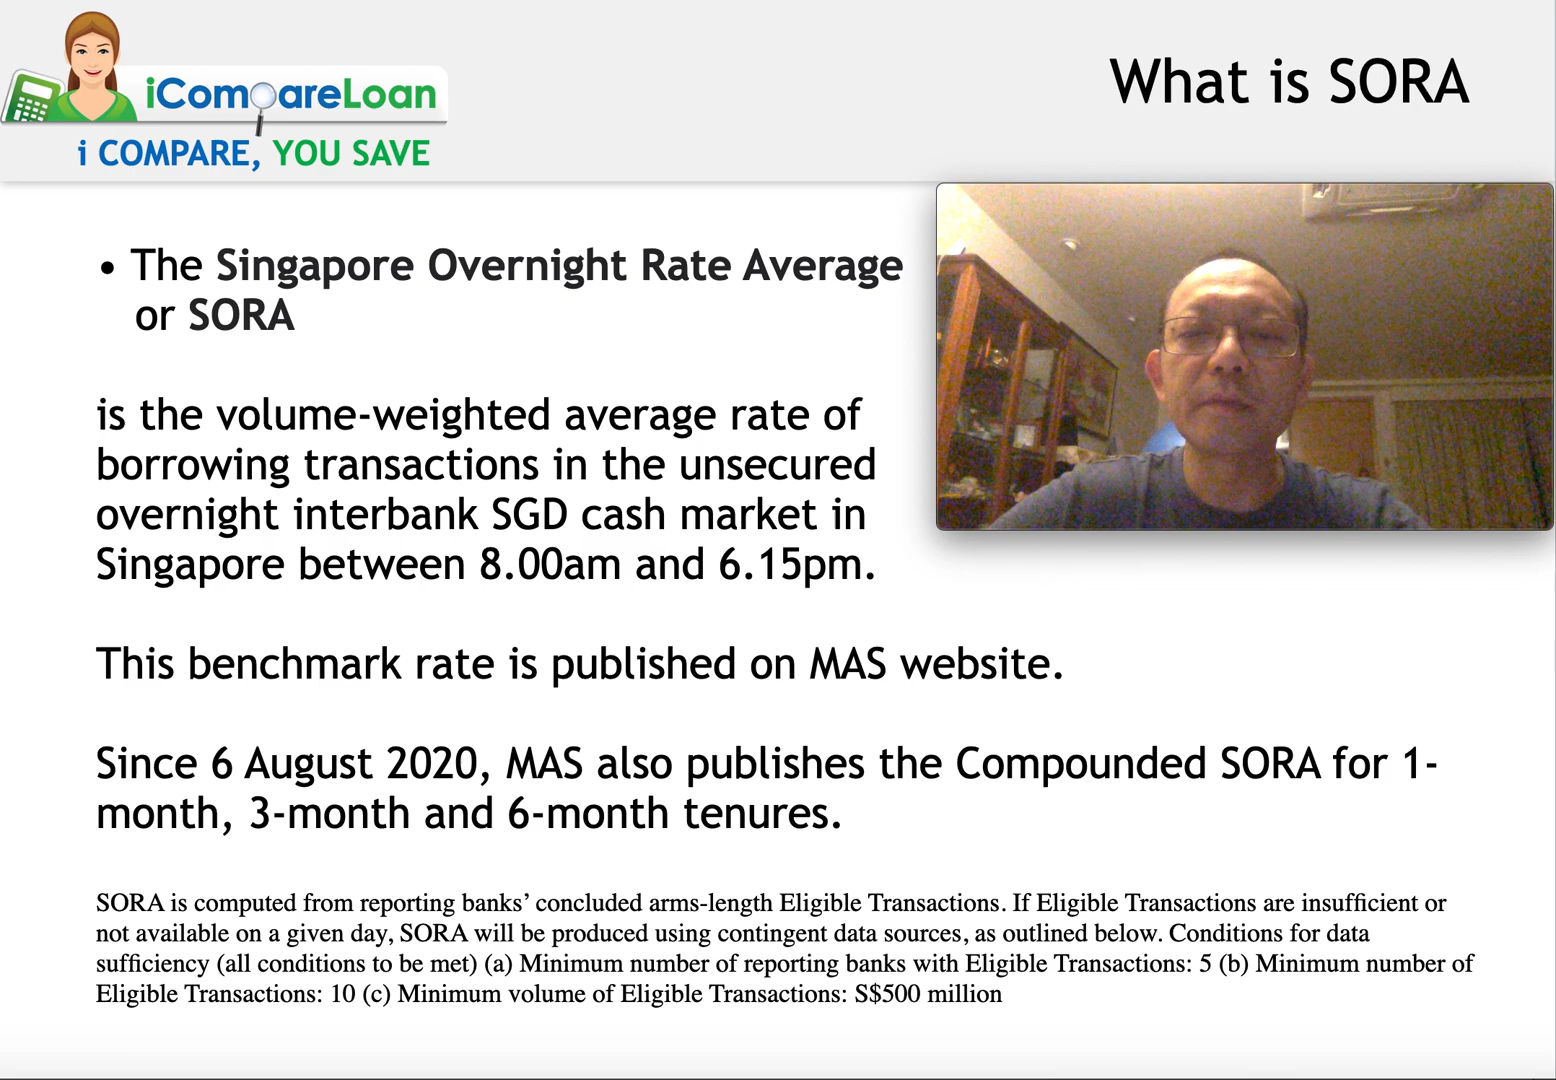 iCompareLoan
i COMPARE, YOU SAVE
What is SORA
• The Singapore Overnight Rate Average
or SORA
is the volume-weighted average rate of
borrowing transactions in the unsecured
overnight interbank SGD cash market in
Singapore between 8.00am and 6.15pm.
This benchmark rate is published on MAS website.
Since 6 August 2020, MAS also publishes the Compounded SORA for 1-
month, 3-month and 6-month tenures.
SORA is computed from reporting banks’ concluded arms-length Eligible Transactions. If Eligible Transactions are insufficient or
not available on a given day, SORA will be produced using contingent data sources, as outlined below. Conditions for data
sufficiency (all conditions to be met) (a) Minimum number of reporting banks with Eligible Transactions: 5 (b) Minimum number of
Eligible Transactions: 10 (c) Minimum volume of Eligible Transactions: S$500 million